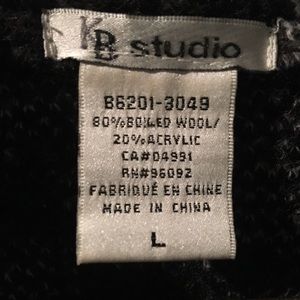 KB studio
B6201-3049
80%BOILED WOOL/
20%ACRYLIC
CA#04991
RN#96092
FABRIQUÉ EN CHINE
MADE IN CHINA
L